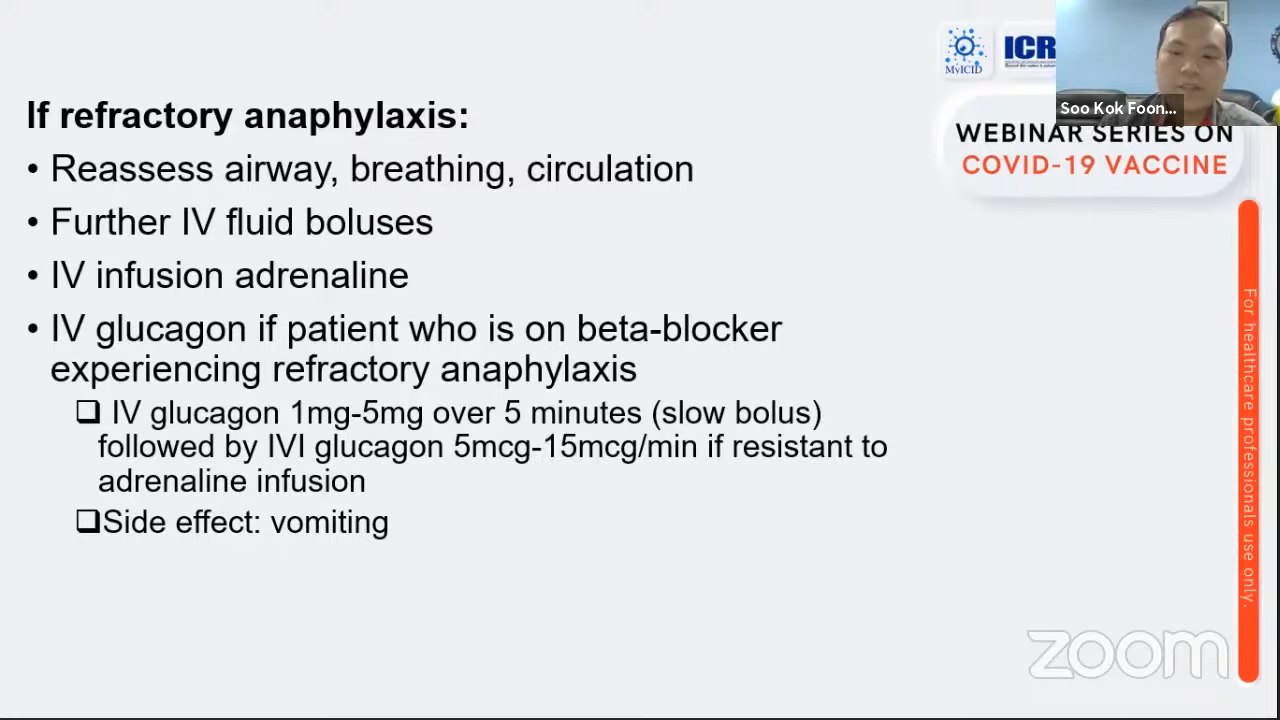 If refractory anaphylaxis:
• Reassess airway, breathing, circulation
• Further IV fluid boluses
• IV infusion adrenaline
• IV glucagon if patient who is on beta-blocker
experiencing refractory anaphylaxis
❑ IV glucagon 1mg-5mg over 5 minutes (slow bolus)
followed by IVI glucagon 5mcg-15mcg/min if resistant to
adrenaline infusion
❑Side effect: vomiting
MyICID
ICR
Soo Kok Foon...
WEBINAR SERIES ON
COVID-19 VACCINE
For healthcare professionals use only.
zoom